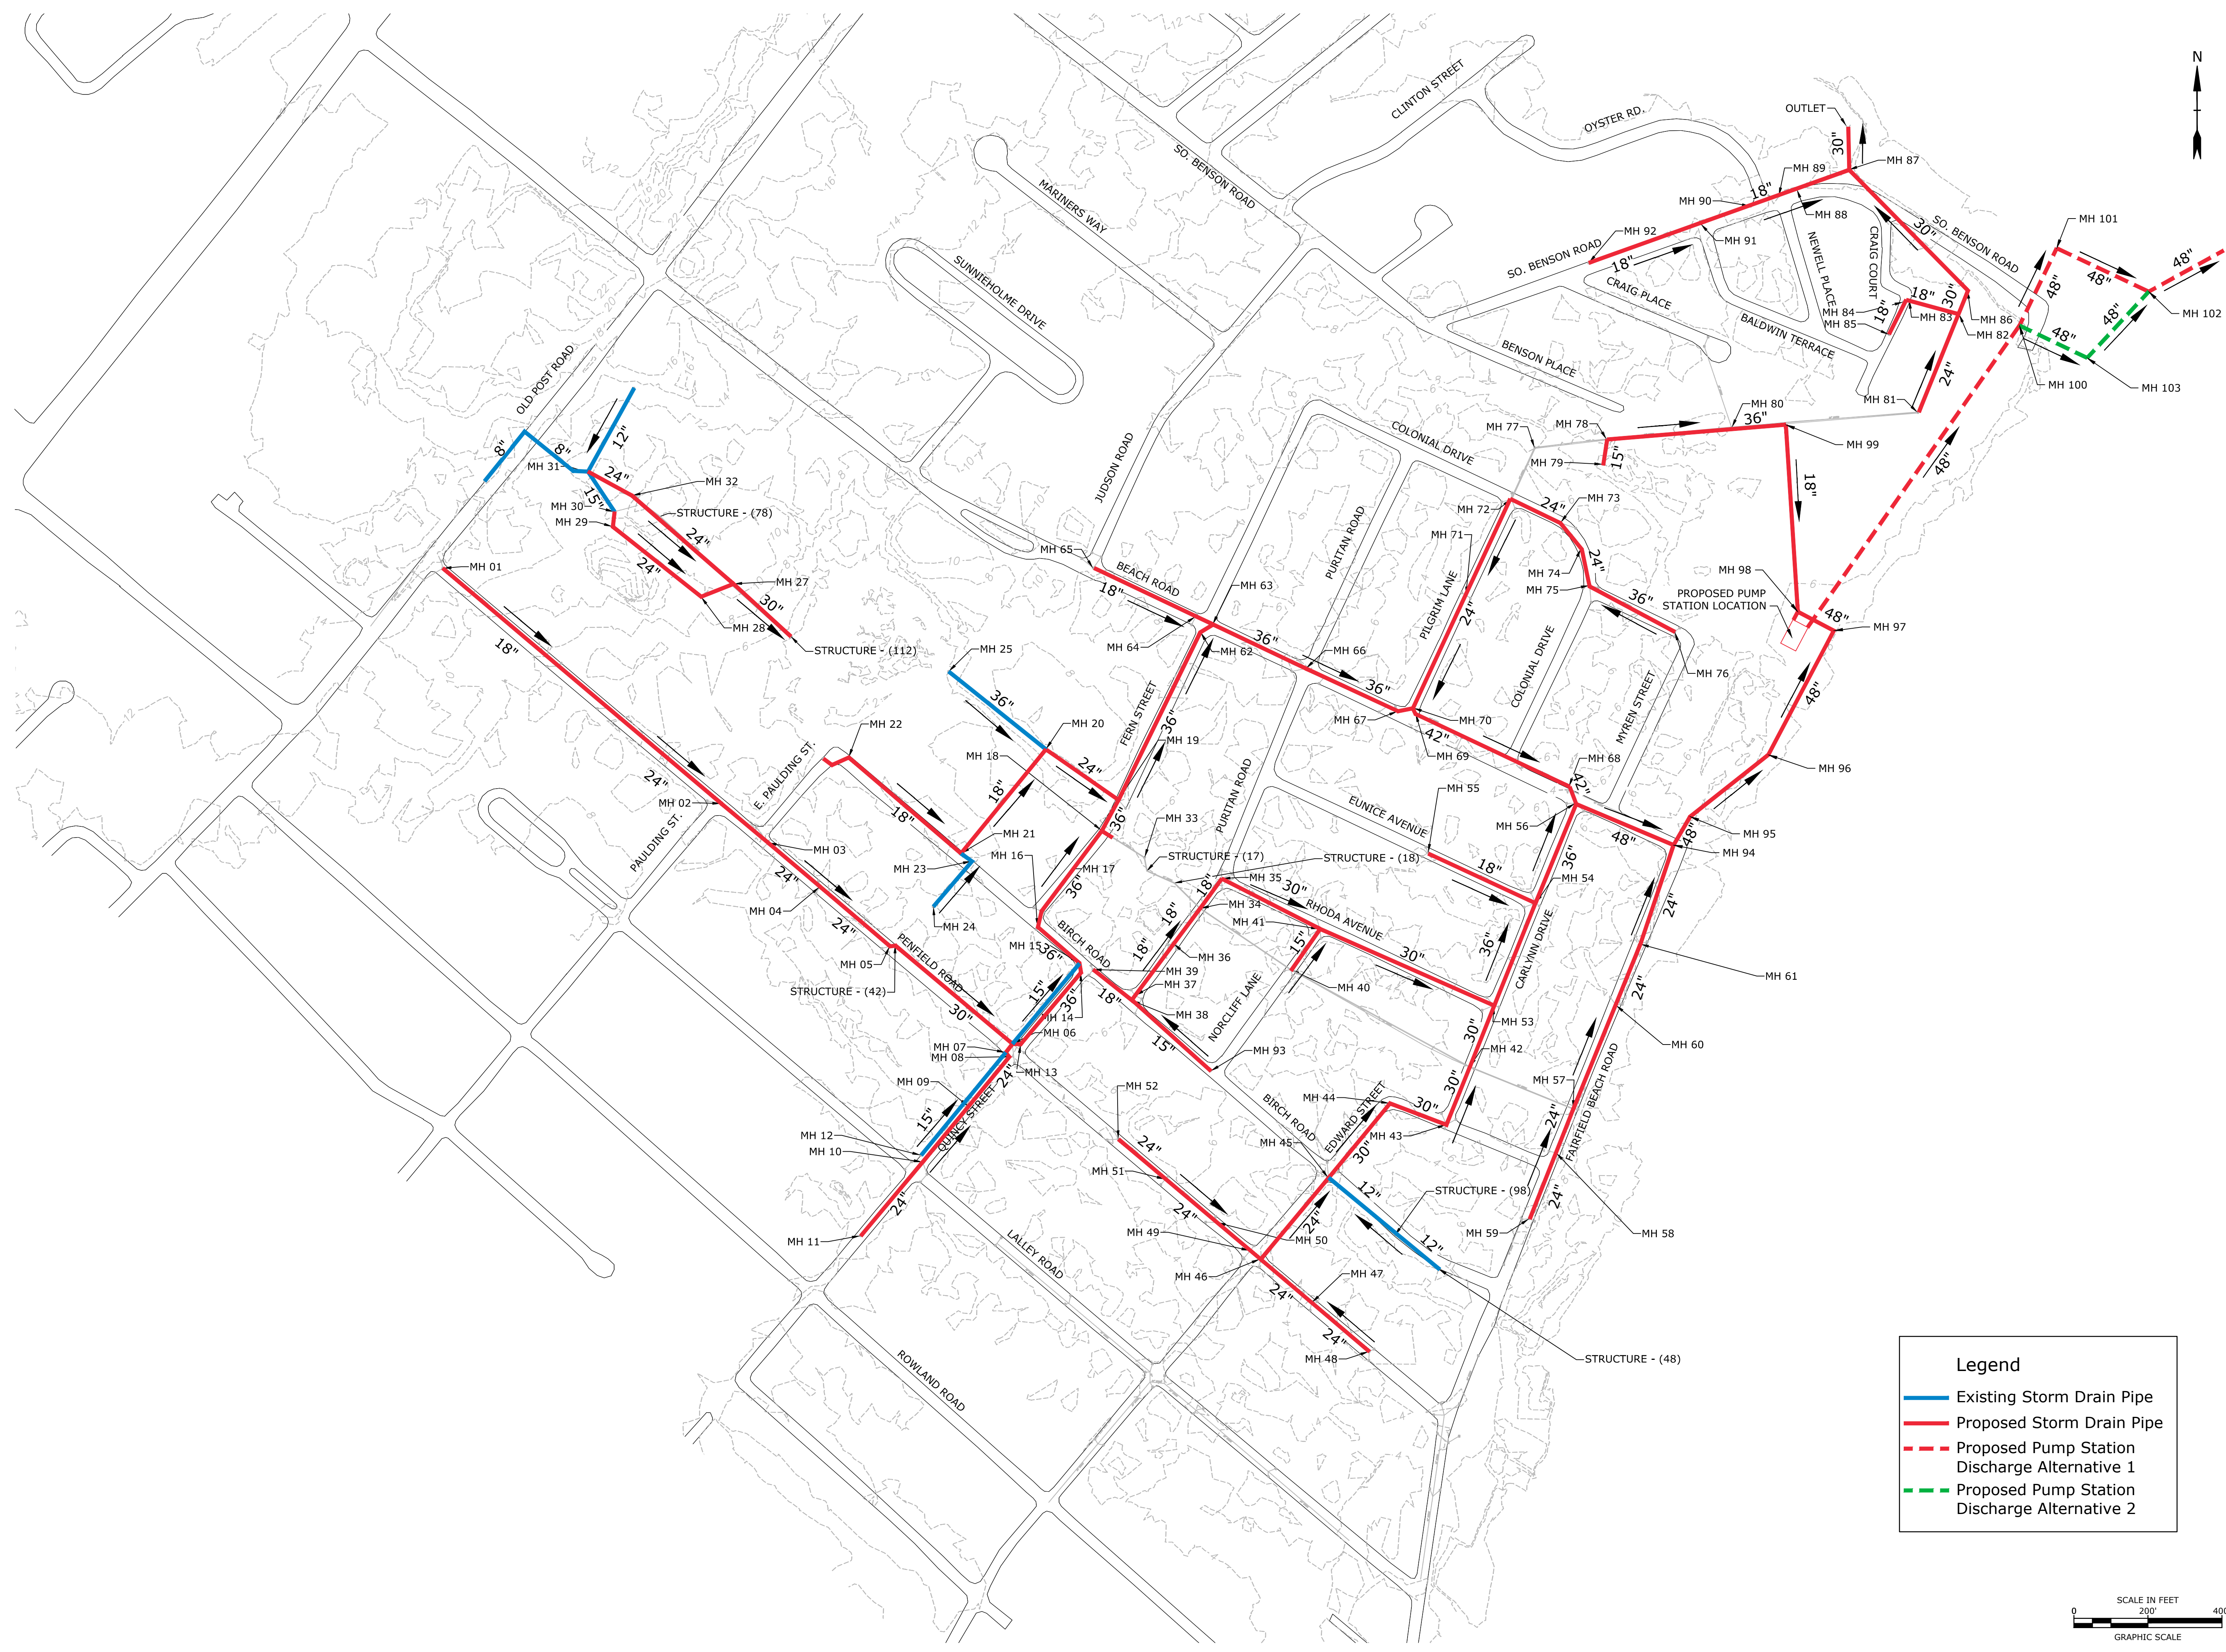 N
OUTLET
30"
MH 87
MH 89
18"
MH 90
MH 88
MH 92
MH 91
SO. BENSON ROAD
18"
CRAIG PLACE
NEWELL PLACE
CRAIG COURT
30"
SO. BENSON ROAD
BALDWIN TERRACE
MH 84
MH 85
18"
18"
MH 83
30"
MH 86
MH 82
24"
MH 81
MH 101
48"
48"
48"
MH 102
48"
48"
MH 100
MH 103
48"
CLINTON STREET
OYSTER RD.
SO. BENSON ROAD
MARINERS WAY
SUNNIEHOLME DRIVE
BENSON PLACE
JUDSON ROAD
OLD POST ROAD
8"
8"
12"
MH 31
24"
15"
MH 30
MH 29
MH 32
STRUCTURE - (78)
24"
24"
MH 27
30"
MH 28
STRUCTURE - (112)
MH 01
18"
24"
MH 02
PAULDING ST.
E. PAULDING ST.
MH 22
MH 03
24"
MH 04
24"
MH 05
STRUCTURE - (42)
PENFIELD ROAD
30"
18"
MH 21
MH 23
MH 24
18"
MH 25
36"
MH 20
24"
MH 18
MH 19
36"
36"
FERN STREET
MH 62
MH 64
MH 63
MH 65
BEACH ROAD
18"
36"
MH 66
36"
MH 67
PURITAN ROAD
COLONIAL DRIVE
MH 77
MH 78
MH 79
15"
MH 80
36"
MH 99
18"
MH 72
24"
MH 73
MH 71
MH 74
24"
MH 75
36"
MH 76
PILGRIM LANE
24"
COLONIAL DRIVE
MYREN STREET
MH 98
PROPOSED PUMP
STATION LOCATION
48"
MH 97
48"
MH 96
MH 70
42"
MH 69
MH 68
42"
MH 56
48"
48"
MH 95
MH 94
MH 33
STRUCTURE - (17)
STRUCTURE - (18)
MH 16
MH 17
36"
BIRCH ROAD
MH 15
36"
PURITAN ROAD
EUNICE AVENUE
MH 55
18"
MH 54
36"
18"
MH 35
30"
MH 34
MH 41
RHODA AVENUE
18"
18"
MH 36
15"
30"
MH 39
MH 37
18"
MH 38
NORCLIFF LANE
MH 40
15"
MH 93
CARLYNN DRIVE
36"
MH 53
30"
MH 42
30"
24"
MH 61
24"
MH 60
MH 57
24"
FAIRFIELD BEACH ROAD
MH 58
MH 59
24"
15"
36"
MH 14
MH 06
MH 07
MH 08
24"
MH 13
MH 09
15"
QUINCY STREET
MH 12
MH 10
24"
MH 11
MH 52
24"
MH 51
24"
MH 50
MH 49
MH 46
24"
BIRCH ROAD
MH 45
EDWARD STREET
MH 44
30"
MH 43
30"
12"
STRUCTURE - (98)
12"
24"
MH 47
24"
MH 48
STRUCTURE - (48)
LALLEY ROAD
ROWLAND ROAD
Legend
Existing Storm Drain Pipe
Proposed Storm Drain Pipe
Proposed Pump Station
Discharge Alternative 1
Proposed Pump Station
Discharge Alternative 2
SCALE IN FEET
0 200' 400
GRAPHIC SCALE